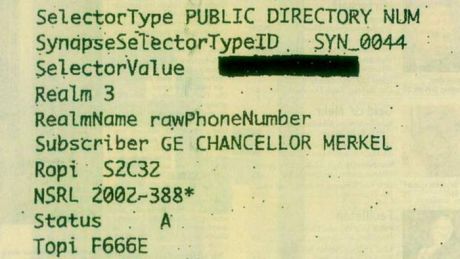 SelectorType PUBLIC DIRECTORY NUM
SynapseSelectorTypeID SYN_0044
SelectorValue
Realm 3
RealmName rawPhoneNumber
Subscriber GE CHANCELLOR MERKEL
Ropi S2C32
NSRL 2002-388*
Status A
Topi F666E